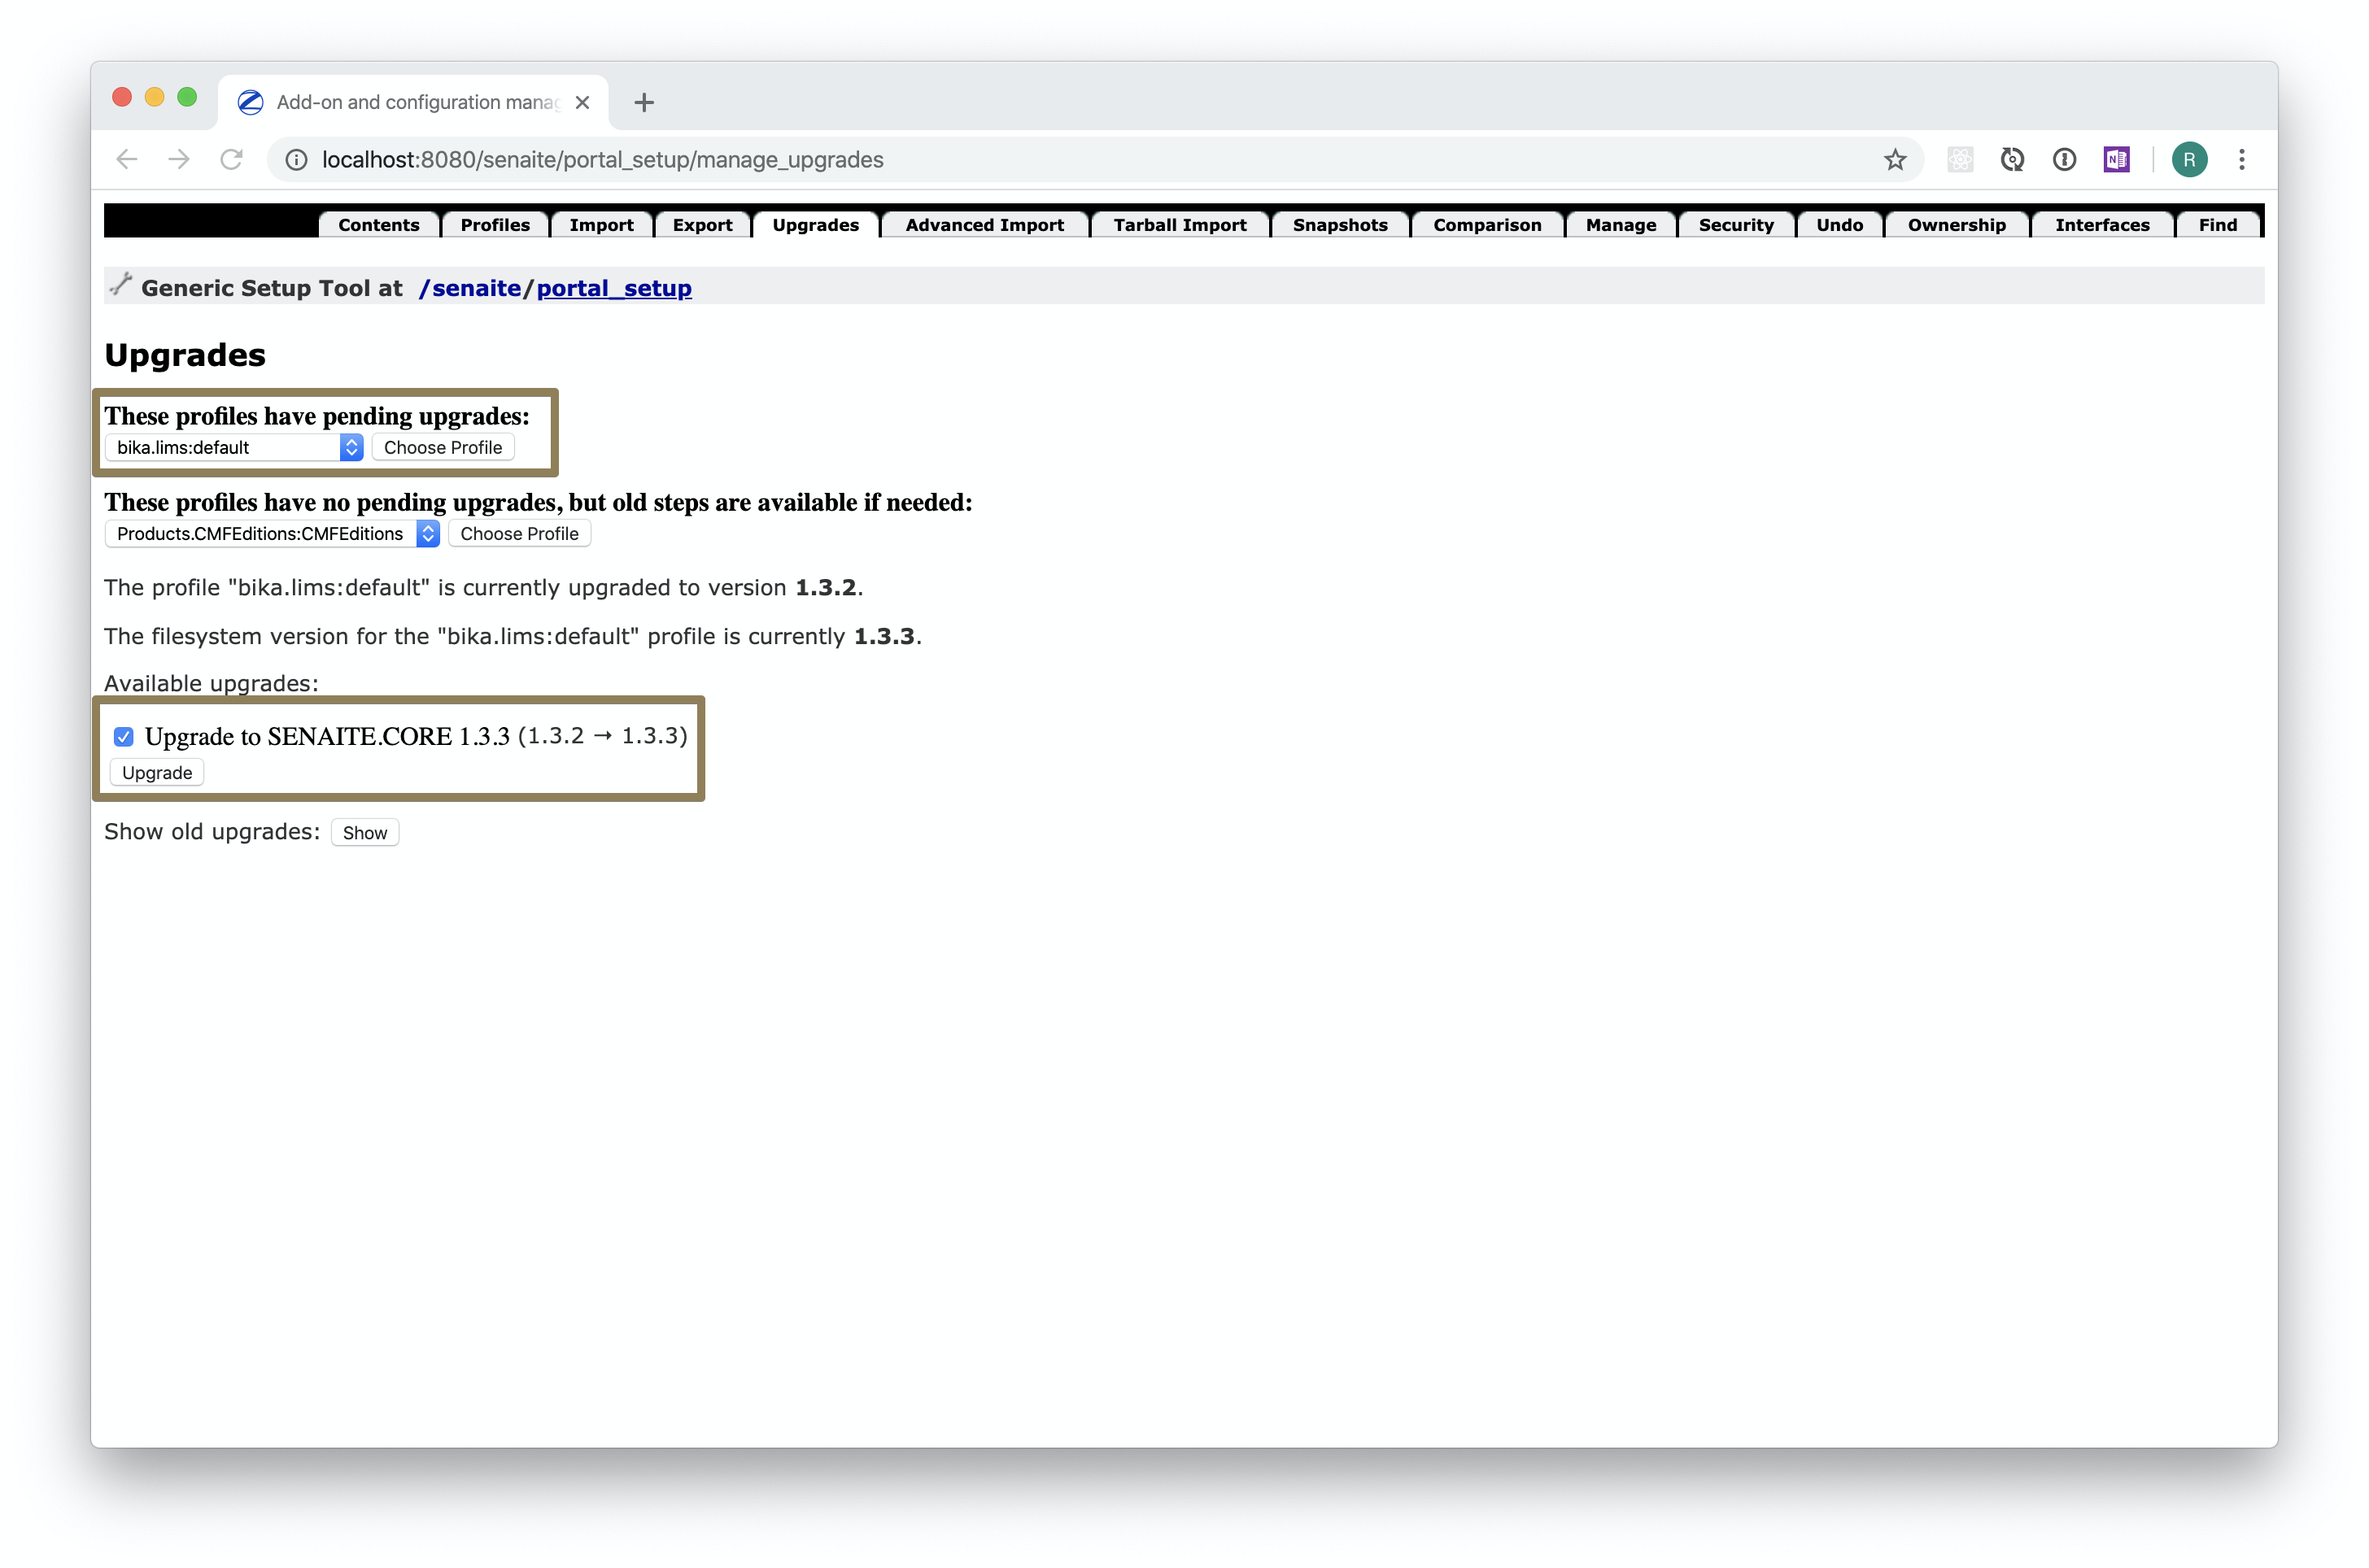 Add-on and configuration manag
localhost:8080/senaite/portal_setup/manage_upgrades
R
Contents Profiles Import Export Upgrades Advanced Import Tarball Import Snapshots Comparison Manage Security Undo Ownership Interfaces Find
Generic Setup Tool at /senaite/portal_setup
Upgrades
These profiles have pending upgrades:
bika.lims:default Choose Profile
These profiles have no pending upgrades, but old steps are available if needed:
Products.CMFEditions:CMFEditions Choose Profile
The profile "bika.lims:default" is currently upgraded to version 1.3.2.
The filesystem version for the "bika.lims:default" profile is currently 1.3.3.
Available upgrades:
Upgrade to SENAITE.CORE 1.3.3 (1.3.2 → 1.3.3)
Upgrade
Show old upgrades: Show